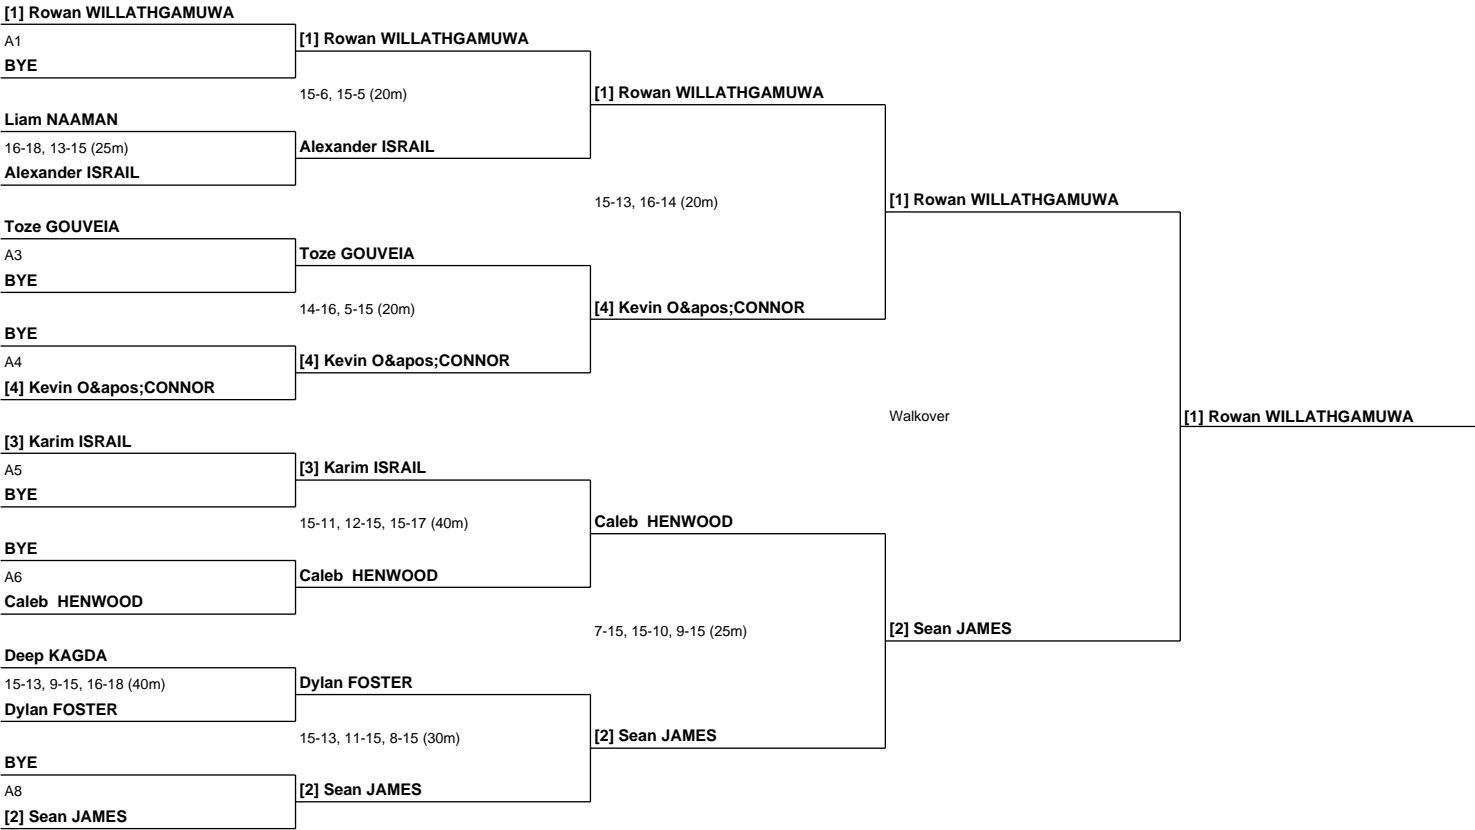 [1] Rowan WILLATHGAMUWA
A1
BYE
Liam NAAMAN
16-18, 13-15 (25m)
Alexander ISRAIL
Toze GOUVEIA
A3
BYE
BYE
A4
[4] Kevin O&apos;CONNOR
[3] Karim ISRAIL
A5
BYE
BYE
A6
Caleb  HENWOOD
Deep KAGDA
15-13, 9-15, 16-18 (40m)
Dylan FOSTER
BYE
A8
[2] Sean JAMES
[1] Rowan WILLATHGAMUWA
15-6, 15-5 (20m)
Alexander ISRAIL
Toze GOUVEIA
14-16, 5-15 (20m)
[4] Kevin O&apos;CONNOR
[3] Karim ISRAIL
15-11, 12-15, 15-17 (40m)
Caleb  HENWOOD
Dylan FOSTER
15-13, 11-15, 8-15 (30m)
[2] Sean JAMES
[1] Rowan WILLATHGAMUWA
15-13, 16-14 (20m)
[4] Kevin O&apos;CONNOR
Caleb  HENWOOD
7-15, 15-10, 9-15 (25m)
[2] Sean JAMES
[1] Rowan WILLATHGAMUWA
Walkover
[2] Sean JAMES
[1] Rowan WILLATHGAMUWA